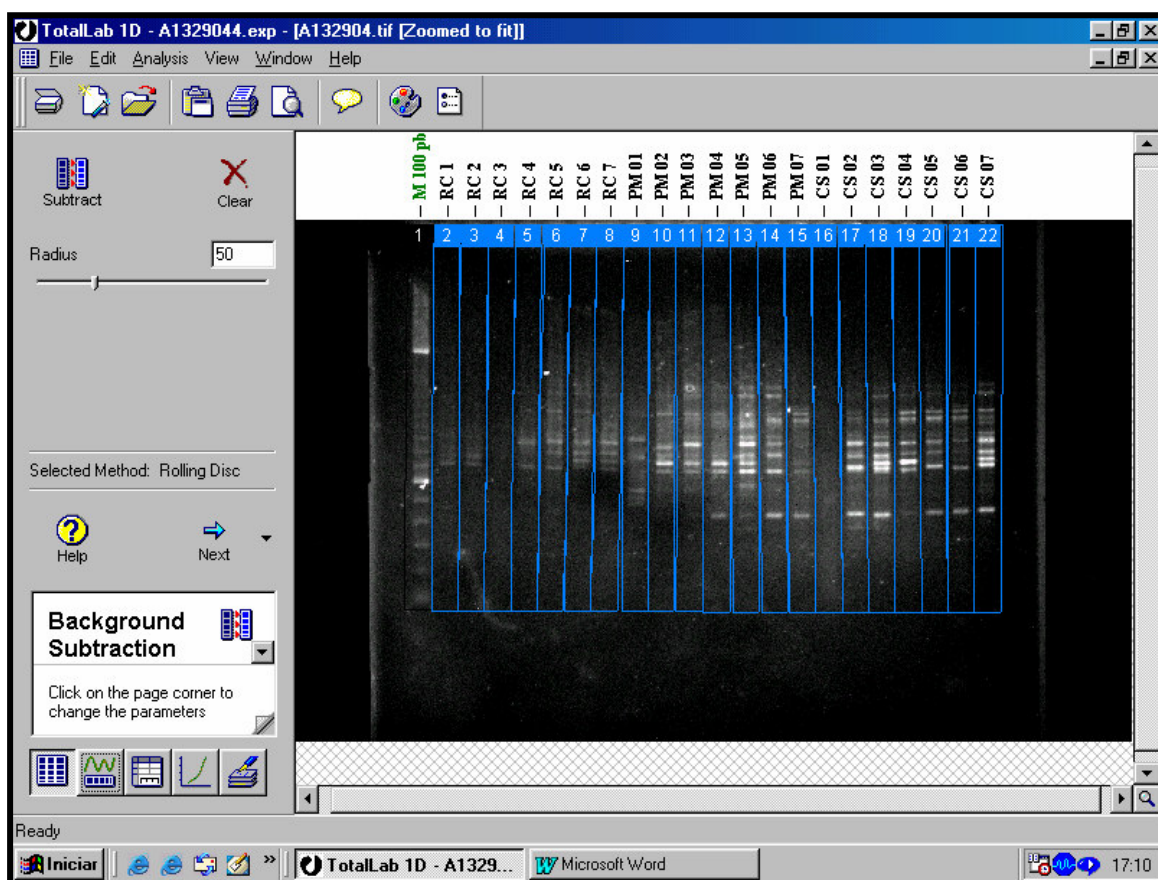 TotalLab 1D - A1329044.exp - [A132904.tif [Zoomed to fit]]
File Edit Analysis View Window Help
Subtract Clear
Radius 50
Selected Method: Rolling Disc
Help Next
Background
Subtraction
Click on the page corner to
change the parameters
M 100 pb
RC 1
RC 2
RC 3
RC 4
RC 5
RC 6
RC 7
PM 01
PM 02
PM 03
PM 04
PM 05
PM 06
PM 07
CS 01
CS 02
CS 03
CS 04
CS 05
CS 06
CS 07
1 2 3 4 5 6 7 8 9 10 11 12 13 14 15 16 17 18 19 20 21 22
Ready
Iniciar » TotalLab 1D - A1329... Microsoft Word 17:10